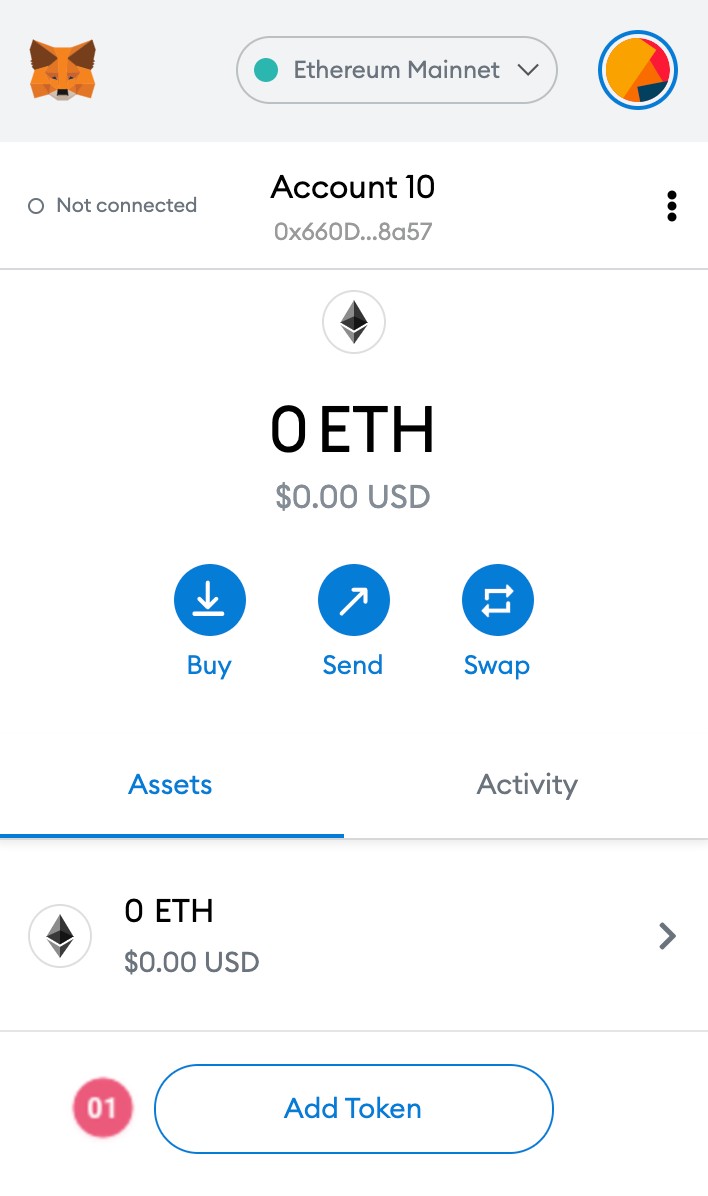 Ethereum Mainnet
Not connected
Account 10
0x660D...8a57
0 ETH
$0.00 USD
Buy
Send
Swap
Assets
Activity
0 ETH
$0.00 USD
01
Add Token